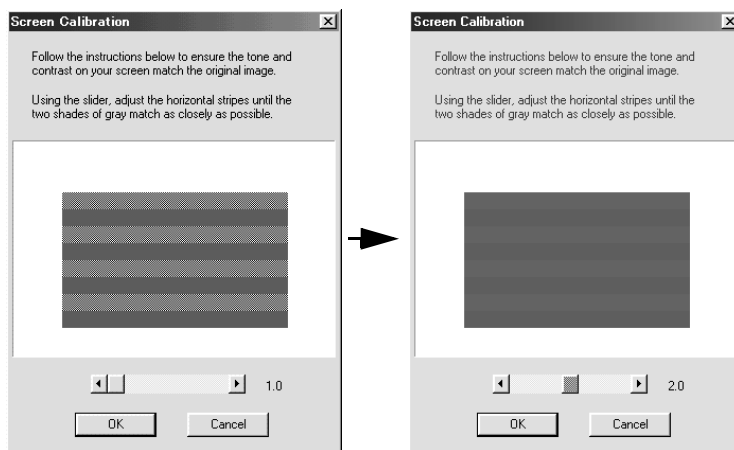 Screen Calibration
Follow the instructions below to ensure the tone and
contrast on your screen match the original image.
Using the slider, adjust the horizontal stripes until the
two shades of gray match as closely as possible.
1.0
OK
Cancel
Screen Calibration
Follow the instructions below to ensure the tone and
contrast on your screen match the original image.
Using the slider, adjust the horizontal stripes until the
two shades of gray match as closely as possible.
2.0
OK
Cancel